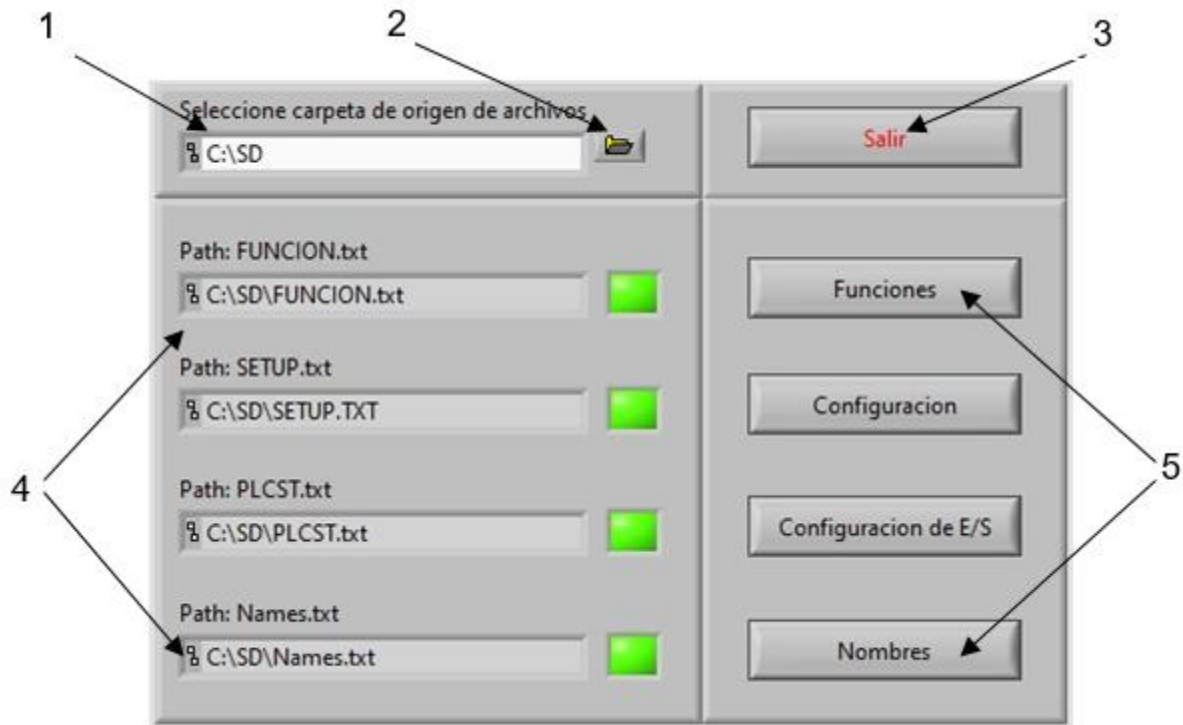 1
2
3
Seleccione carpeta de origen de archivos
C:\SD
Salir
Path: FUNCION.txt
C:\SD\FUNCION.txt
Funciones
Path: SETUP.txt
C:\SD\SETUP.TXT
Configuracion
4
5
Path: PLCST.txt
C:\SD\PLCST.txt
Configuracion de E/S
Path: Names.txt
C:\SD\Names.txt
Nombres